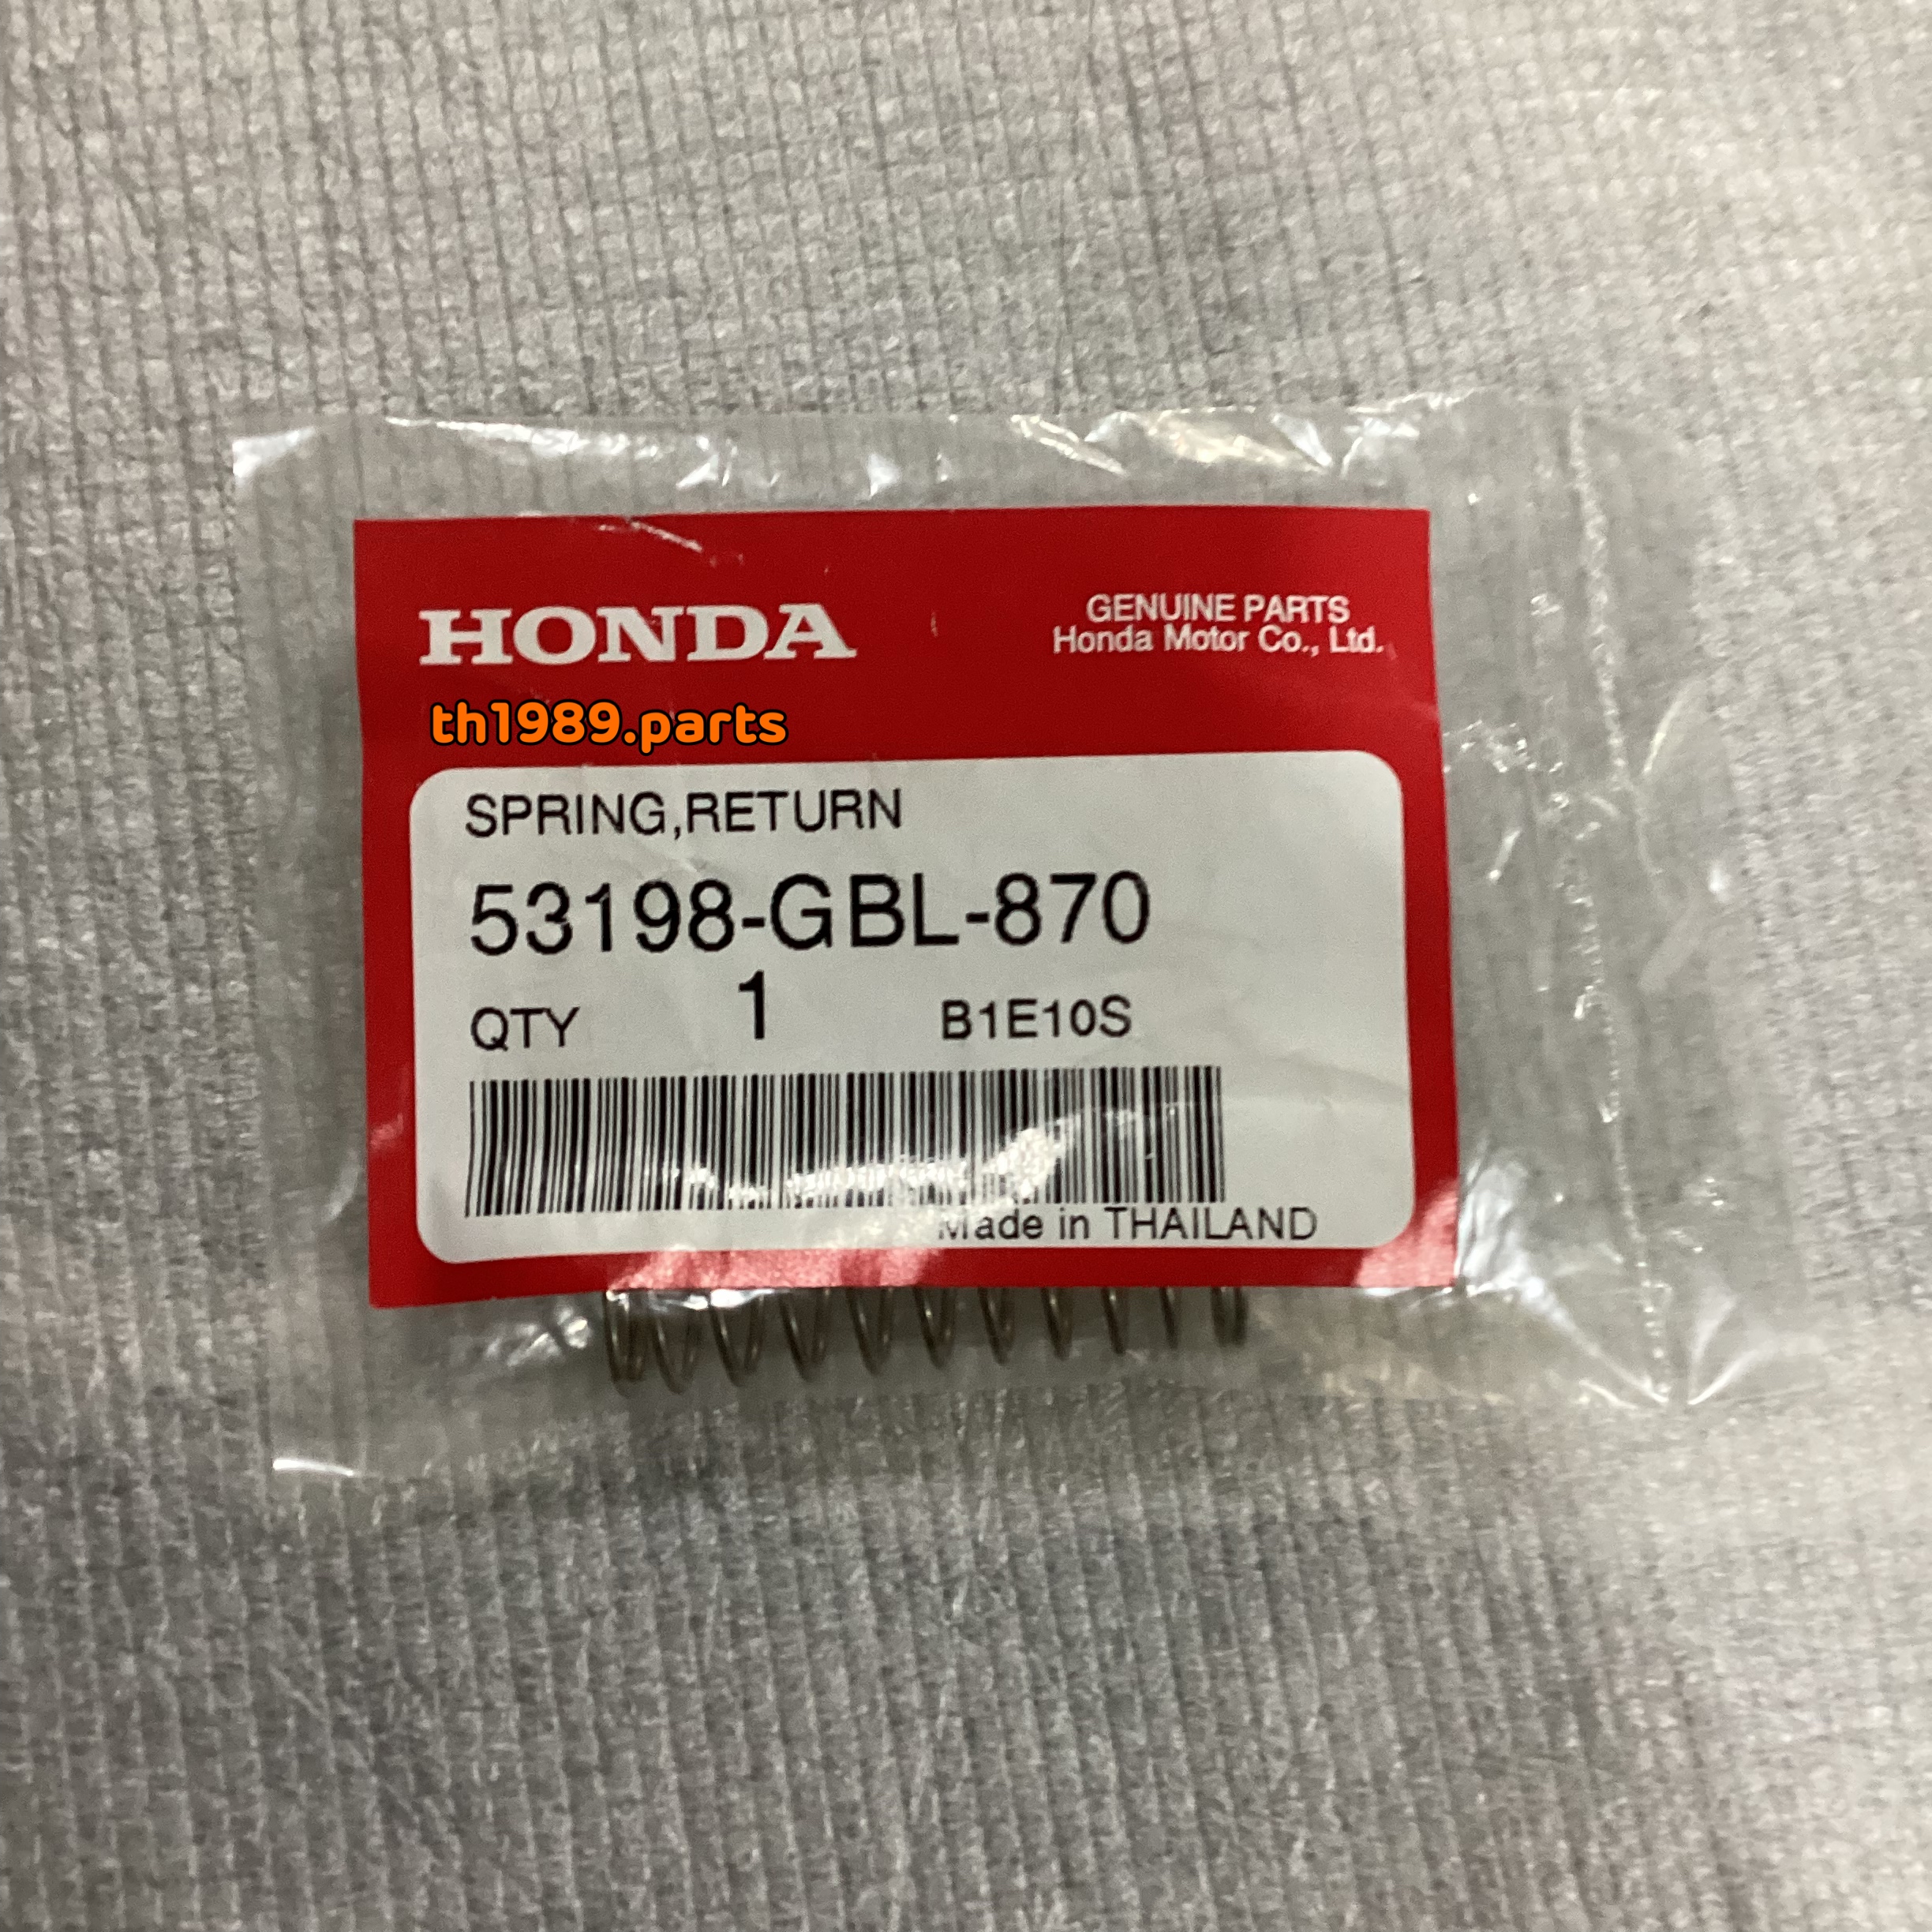 HONDA
GENUINE PARTS
Honda Motor Co., Ltd.
th1989.parts
SPRING,RETURN
53198-GBL-870
QTY 1 B1E10S
Made in THAILAND